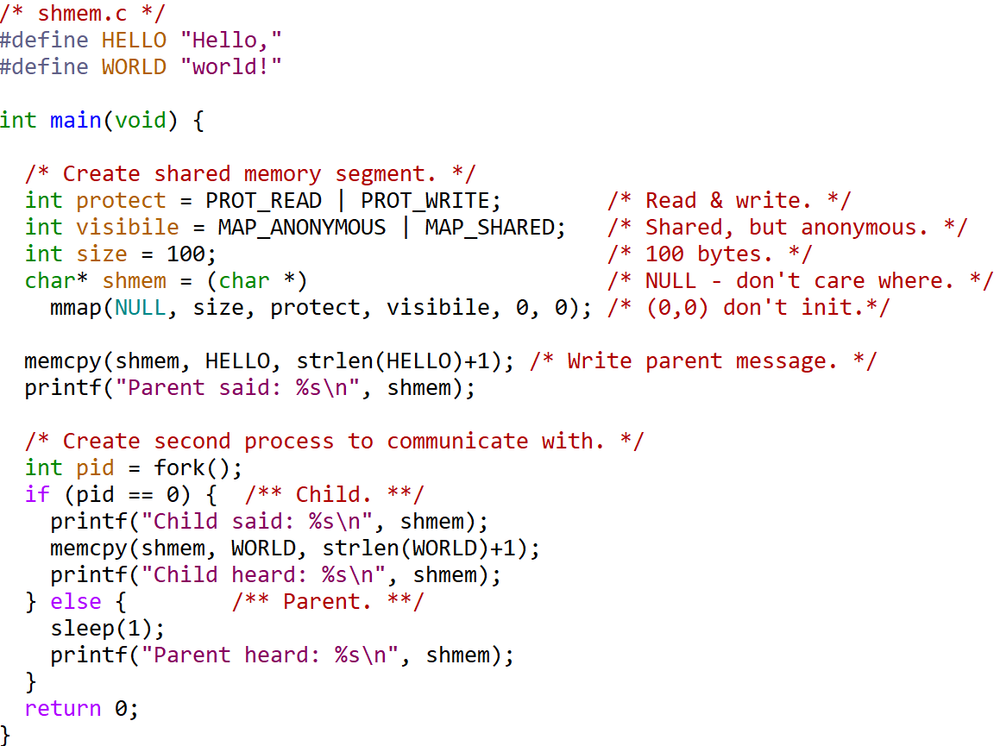 /* shmem.c */
#define HELLO "Hello,"
#define WORLD "world!"
int main(void) {
/* Create shared memory segment. */
int protect = PROT_READ | PROT_WRITE; /* Read & write. */
int visibile = MAP_ANONYMOUS | MAP_SHARED; /* Shared, but anonymous. */
int size = 100; /* 100 bytes. */
char* shmem = (char *) /* NULL - don't care where. */
mmap(NULL, size, protect, visibile, 0, 0); /* (0,0) don't init.*/
memcpy(shmem, HELLO, strlen(HELLO)+1); /* Write parent message. */
printf("Parent said: %s\n", shmem);
/* Create second process to communicate with. */
int pid = fork();
if (pid == 0) { /** Child. **/
printf("Child said: %s\n", shmem);
memcpy(shmem, WORLD, strlen(WORLD)+1);
printf("Child heard: %s\n", shmem);
} else { /** Parent. **/
sleep(1);
printf("Parent heard: %s\n", shmem);
}
return 0;
}